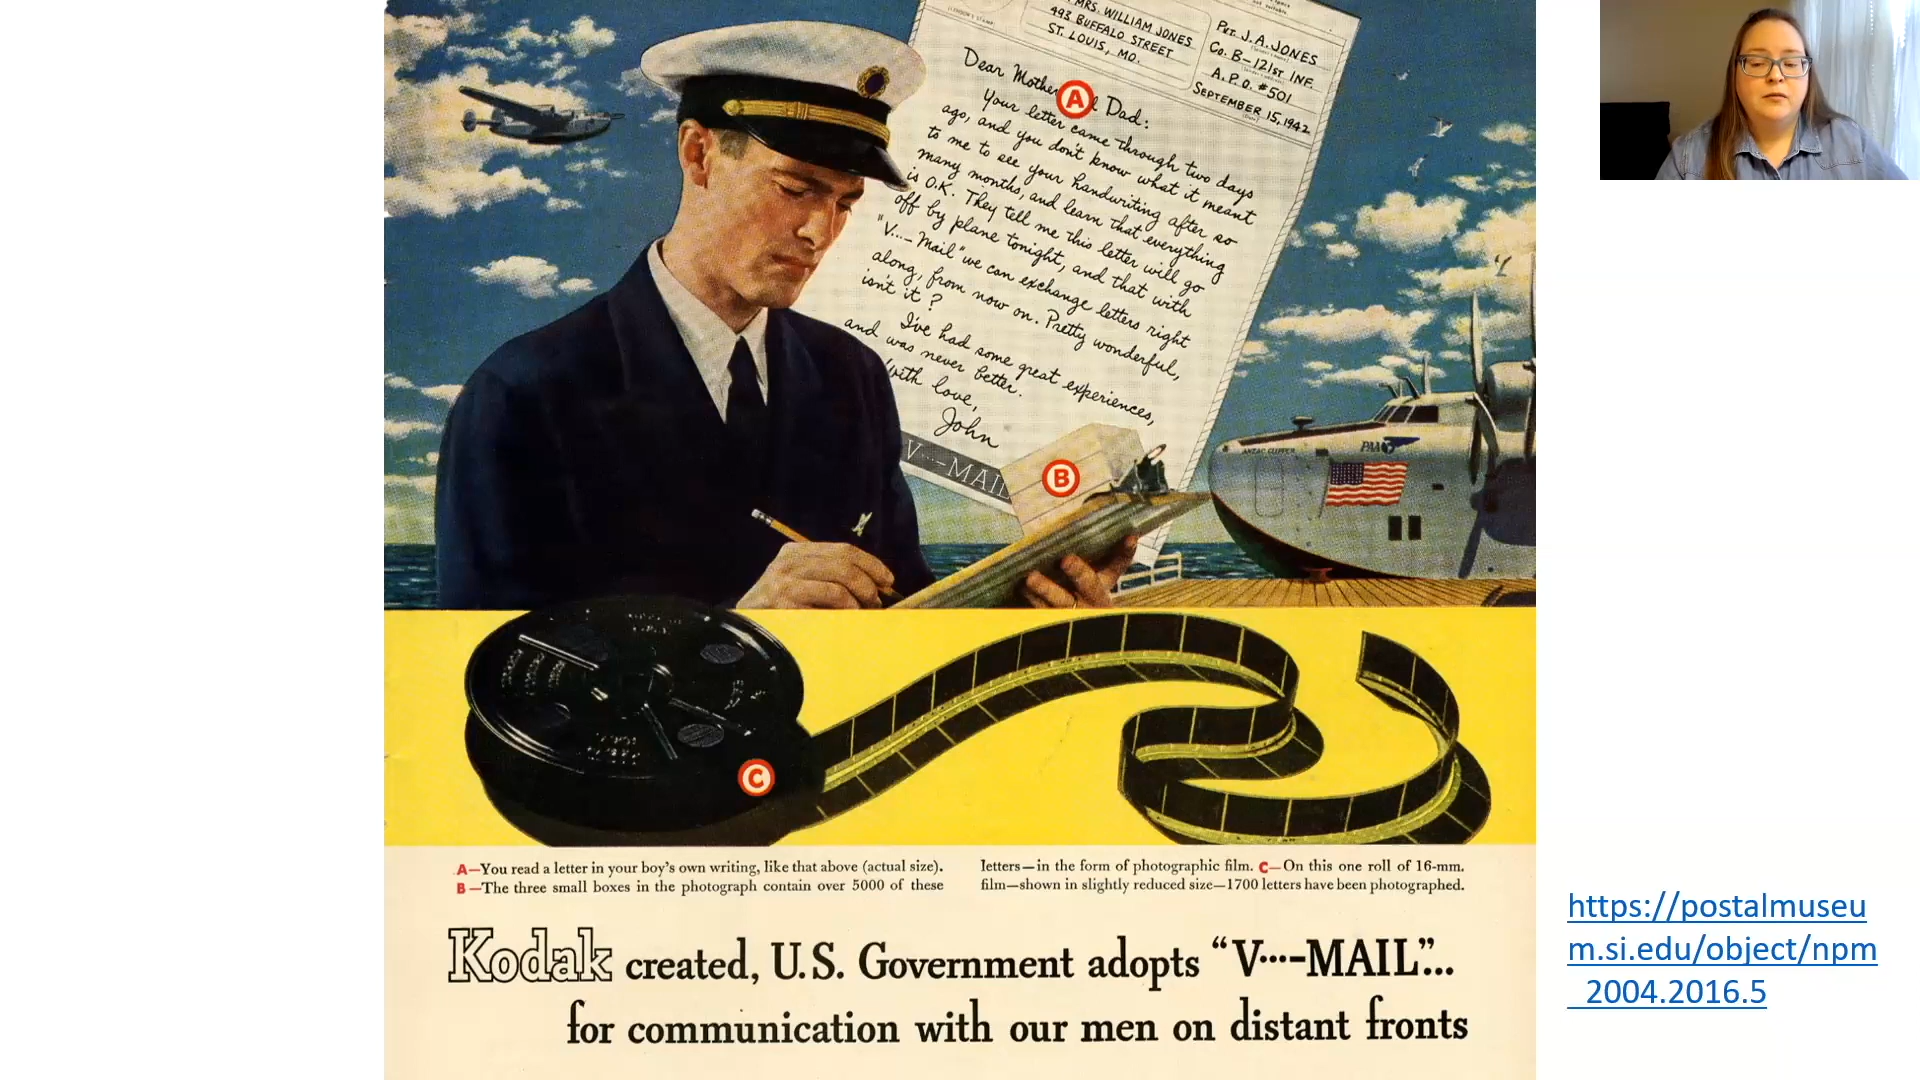 MRS. WILLIAM JONES
493 BUFFALO STREET
ST. LOUIS, MO.
PVT. J. A. JONES
CO. B-121ST INF.
A.P.O. #501
SEPTEMBER 15, 1942
Dear Mother Dad:
Your letter came through two days
ago, and you don't know what it meant
to me to see your handwriting after so
many months, and learn that everything
is O.K. They tell me this letter will go
off by plane tonight, and that with
"V...-Mail" we can exchange letters right
along, from now on. Pretty wonderful,
isn't it?
I've had some great experiences,
and was never better.
With love,
John
V...-MAIL
A
B
C
ANZAC CLIPPER
PAA
A—You read a letter in your boy's own writing, like that above (actual size).
B—The three small boxes in the photograph contain over 5000 of these
letters—in the form of photographic film. C—On this one roll of 16-mm.
film—shown in slightly reduced size—1700 letters have been photographed.
Kodak created, U.S. Government adopts "V···-MAIL"...
for communication with our men on distant fronts
https://postalmuseu
m.si.edu/object/npm
_2004.2016.5